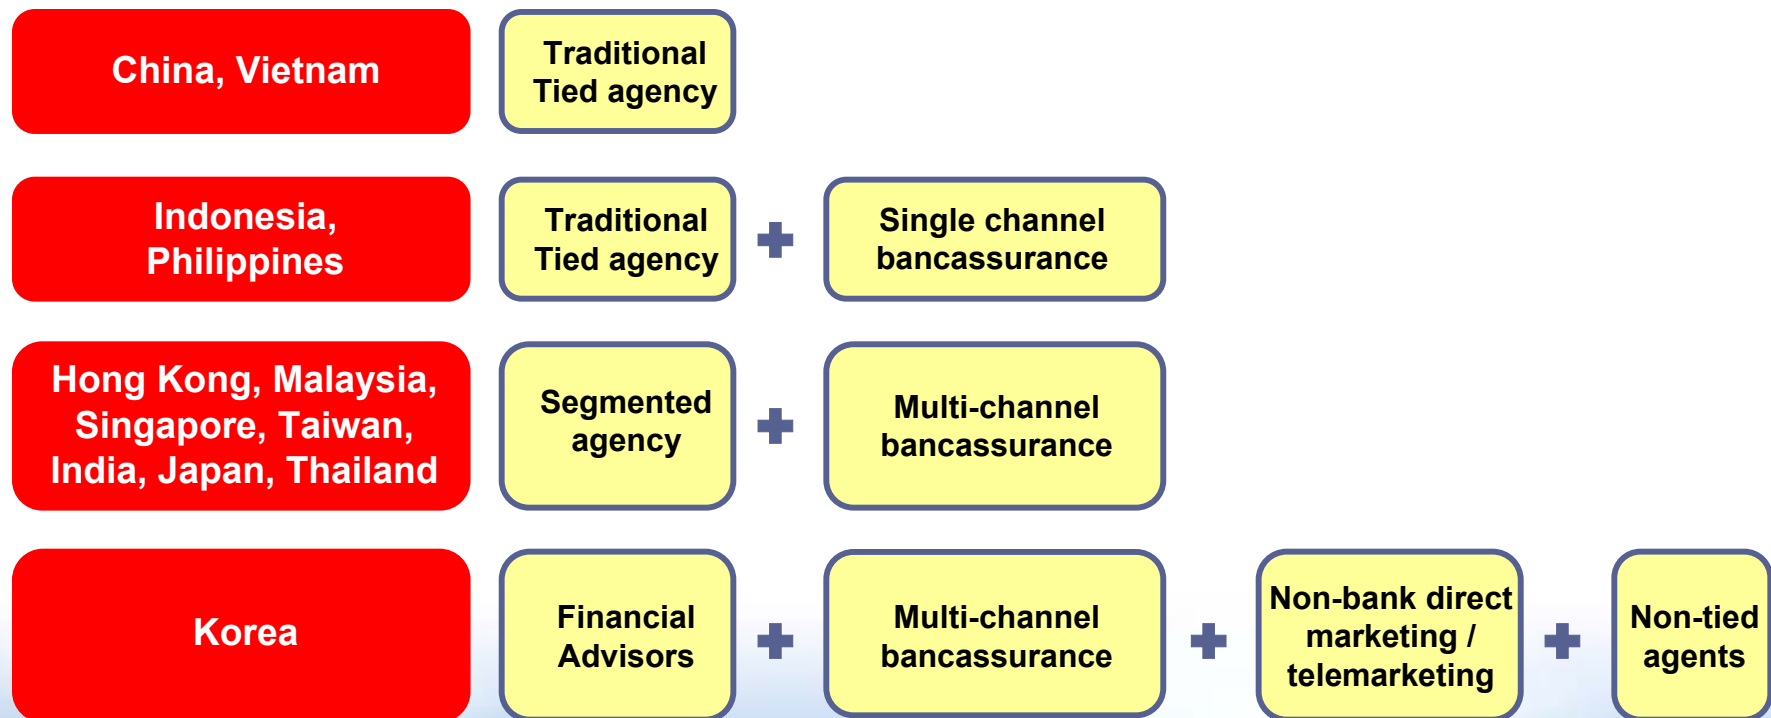 China, Vietnam
Traditional
Tied agency
Indonesia,
Philippines
Traditional
Tied agency
Single channel
bancassurance
Hong Kong, Malaysia,
Singapore, Taiwan,
India, Japan, Thailand
Segmented
agency
Multi-channel
bancassurance
Korea
Financial
Advisors
Multi-channel
bancassurance
Non-bank direct
marketing /
telemarketing
Non-tied
agents